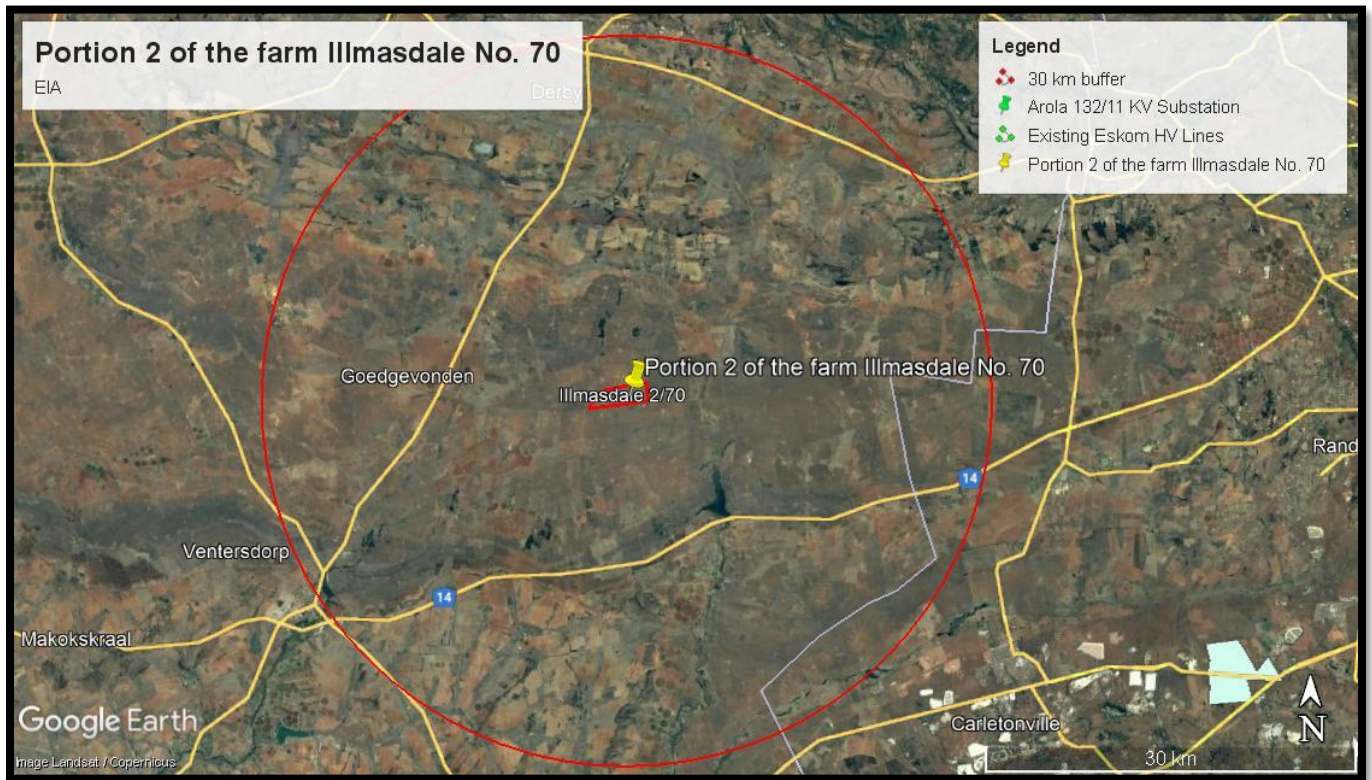 Portion 2 of the farm Illmasdale No. 70
EIA
Legend
30 km buffer
Arola 132/11 KV Substation
Existing Eskom HV Lines
Portion 2 of the farm Illmasdale No. 70
Derby
Portion 2 of the farm Illmasdale No. 70
Goedgevonden
Illmasdale 2/70
Rand
14
Ventersdorp
14
Makokskraal
Google Earth
Carletonville
N
30 km
Image Landsat / Copernicus